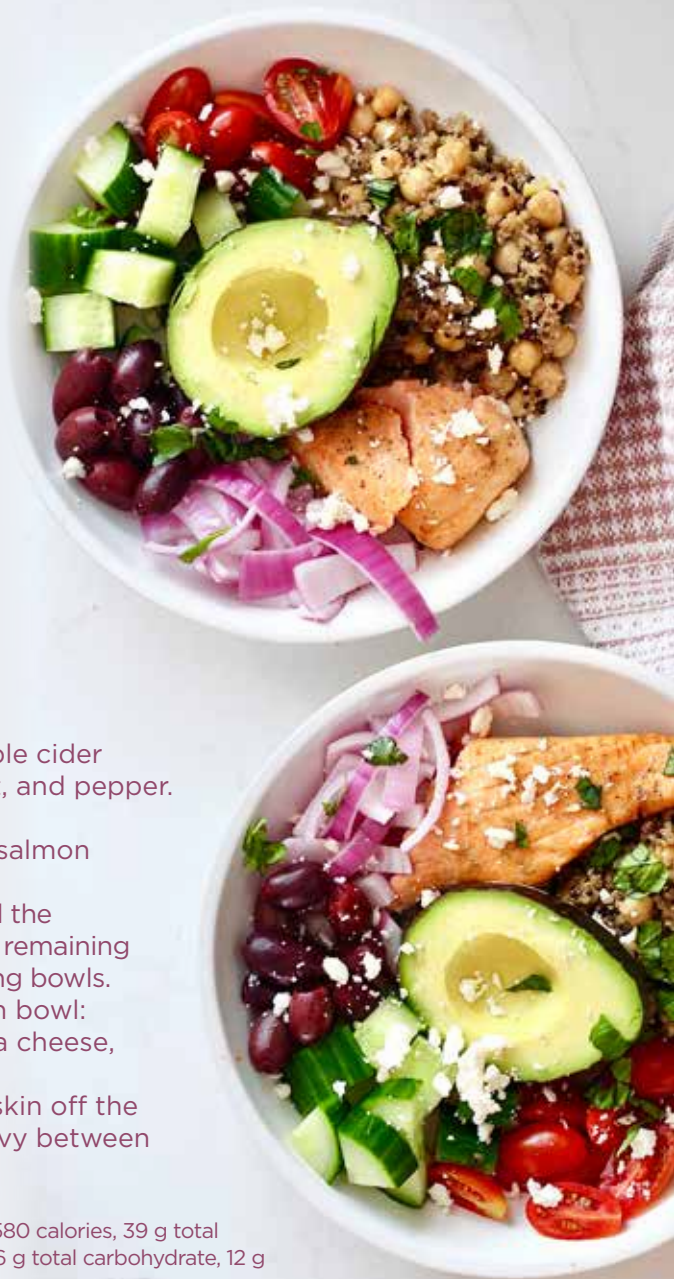 ple cider
, and pepper.
salmon
the
remaining
ng bowls.
bowl:
a cheese,
skin off the
vy between
580 calories, 39 g total
6 g total carbohydrate, 12 g